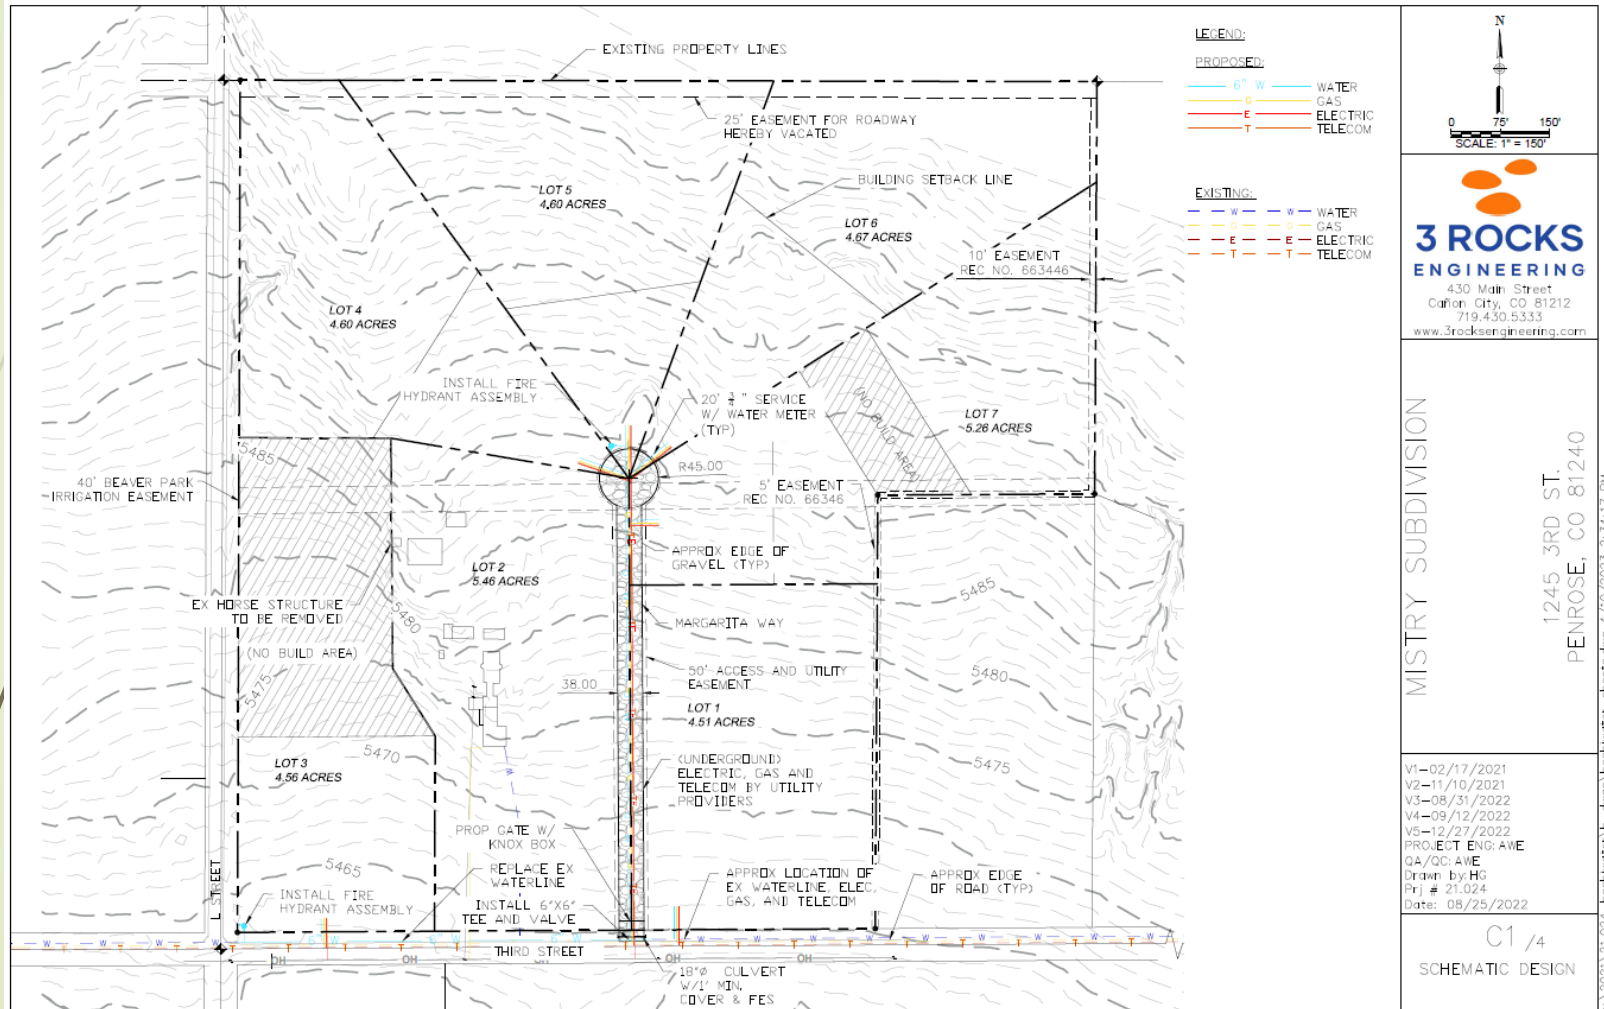 EXISTING PROPERTY LINES
25' EASEMENT FOR ROADWAY
HEREBY VACATED
LOT 5
4.60 ACRES
BUILDING SETBACK LINE
LOT 6
4.67 ACRES
10' EASEMENT
REC NO. 663446
LOT 4
4.60 ACRES
INSTALL FIRE
HYDRANT ASSEMBLY
20' 3/4" SERVICE
W/ WATER METER
(TYP)
(NO BUILD AREA)
LOT 7
5.26 ACRES
5485
R45.00
40' BEAVER PARK
IRRIGATION EASEMENT
5' EASEMENT
REC NO. 66346
APPROX EDGE OF
GRAVEL (TYP)
LOT 2
5.46 ACRES
5485
EX HORSE STRUCTURE
TO BE REMOVED
5480
MARGARITA WAY
(NO BUILD AREA)
50' ACCESS AND UTILITY
EASEMENT
5480
38.00
5475
LOT 1
4.51 ACRES
5470
LOT 3
4.56 ACRES
(UNDERGROUND)
ELECTRIC, GAS AND
TELECOM BY UTILITY
PROVIDERS
5475
PROP GATE W/
KNOX BOX
5465
REPLACE EX
WATERLINE
APPROX LOCATION OF
EX WATERLINE, ELEC,
GAS, AND TELECOM
APPROX EDGE
OF ROAD (TYP)
L STREET
INSTALL FIRE
HYDRANT ASSEMBLY
INSTALL 6"X6"
TEE AND VALVE
THIRD STREET
OH OH OH OH OH
18"Ø CULVERT
W/1' MIN.
COVER & FES
LEGEND:
PROPOSED:
6" W WATER
G GAS
E ELECTRIC
T TELECOM
EXISTING:
W W WATER
G G GAS
E E ELECTRIC
T T TELECOM
N
0 75' 150'
SCALE: 1" = 150'
3 ROCKS
ENGINEERING
430 Main Street
Cañon City, CO 81212
719.430.5333
www.3rocksengineering.com
MISTRY SUBDIVISION
1245 3RD ST.
PENROSE, CO 81240
V1-02/17/2021
V2-11/10/2021
V3-08/31/2022
V4-09/12/2022
V5-12/27/2022
PROJECT ENG: AWE
QA/QC: AWE
Drawn by: HG
Prj # 21.024
Date: 08/25/2022
C1 /4
SCHEMATIC DESIGN